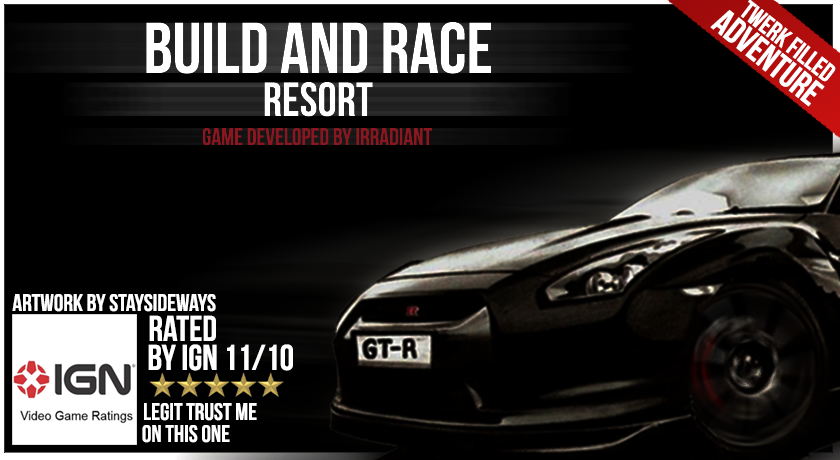 BUILD AND RACE
RESORT
GAME DEVELOPED BY IRRADIANT
TWERK FILLED
ADVENTURE
GT-R
ARTWORK BY STAYSIDEWAYS
RATED
BY IGN 11/10
IGN
Video Game Ratings
LEGIT TRUST ME
ON THIS ONE